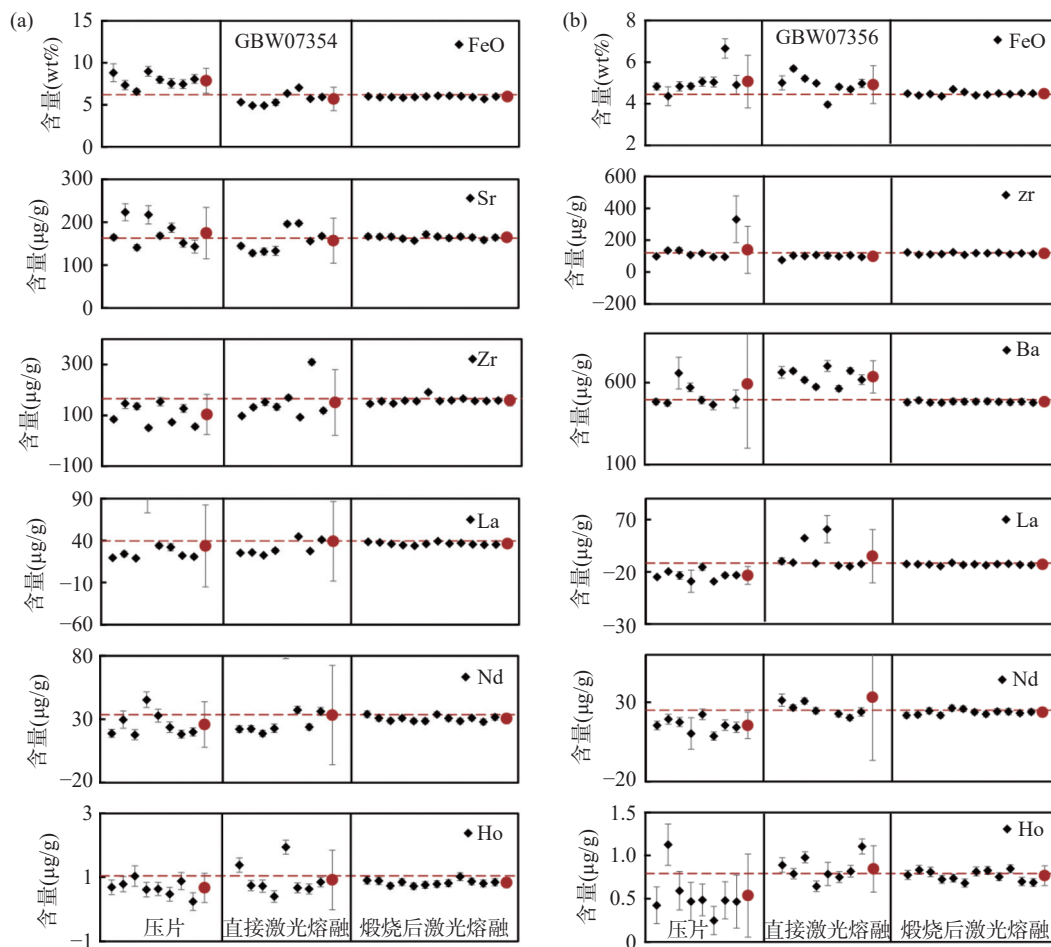 (a)
GBW07354
FeO
含量(wt%)
15
10
5
0
Sr
含量(μg/g)
300
200
100
0
Zr
含量(μg/g)
300
100
−100
La
含量(μg/g)
90
40
−10
−60
Nd
含量(μg/g)
80
30
−20
Ho
含量(μg/g)
3
1
−1
压片
直接激光熔融
煅烧后激光熔融
(b)
GBW07356
FeO
含量(wt%)
8
6
4
2
zr
含量(μg/g)
600
400
200
0
−200
Ba
含量(μg/g)
600
100
La
含量(μg/g)
70
−20
−30
Nd
含量(μg/g)
30
−20
Ho
含量(μg/g)
1.5
1.0
0.5
0
压片
直接激光熔融
煅烧后激光熔融